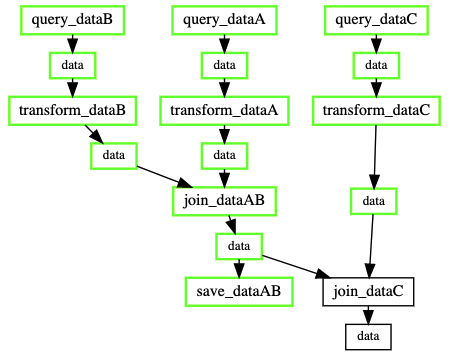 query_dataB
query_dataA
query_dataC
data
data
data
transform_dataB
transform_dataA
transform_dataC
data
data
join_dataAB
data
data
save_dataAB
join_dataC
data